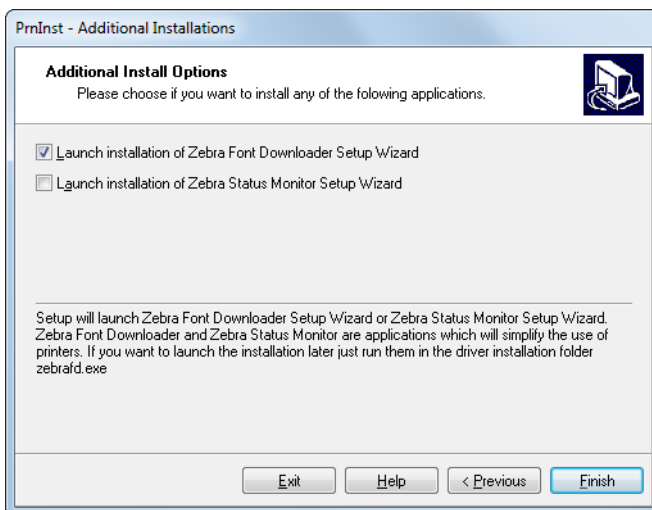 PrnInst - Additional Installations
Additional Install Options
Please choose if you want to install any of the folowing applications.
Launch installation of Zebra Font Downloader Setup Wizard
Launch installation of Zebra Status Monitor Setup Wizard
Setup will launch Zebra Font Downloader Setup Wizard or Zebra Status Monitor Setup Wizard.
Zebra Font Downloader and Zebra Status Monitor are applications which will simplify the use of
printers. If you want to launch the installation later just run them in the driver installation folder
zebrafd.exe
Exit
Help
< Previous
Finish